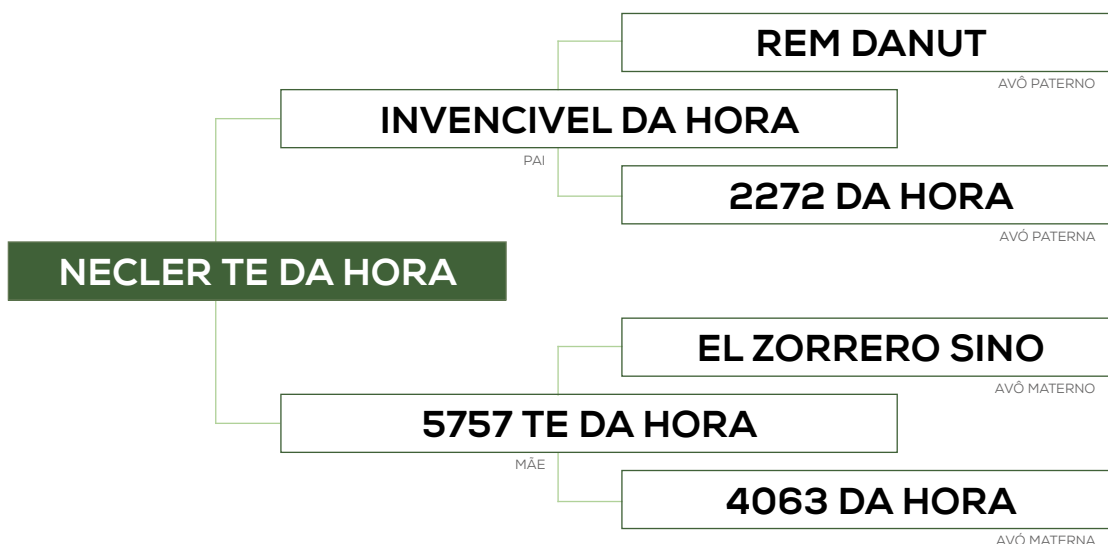 REM DANUT
AVÔ PATERNO
INVENCIVEL DA HORA
PAI
2272 DA HORA
AVÓ PATERNA
NECLER TE DA HORA
EL ZORRERO SINO
AVÔ MATERNO
5757 TE DA HORA
MÃE
4063 DA HORA
AVÓ MATERNA